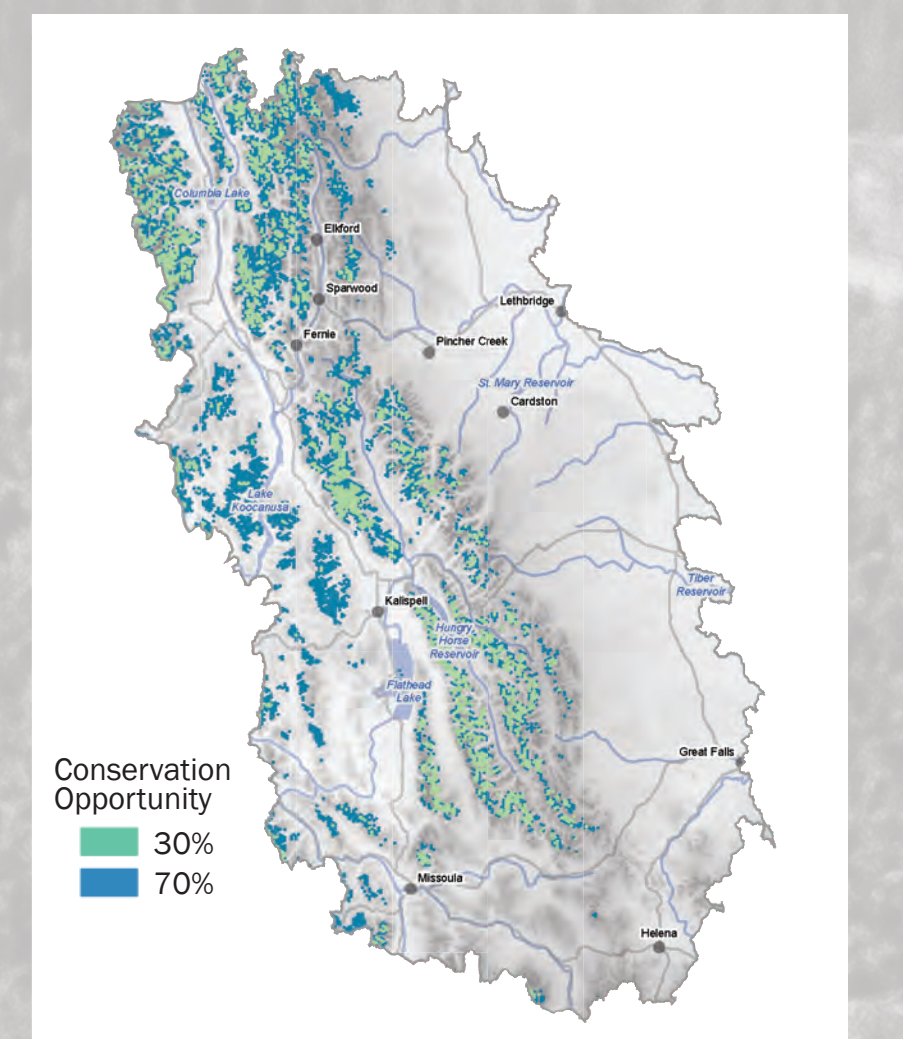 Columbia Lake
Elkford
Sparwood
Lethbridge
Fernie
Pincher Creek
St. Mary Reservoir
Cardston
Lake
Koocanusa
Tiber
Reservoir
Kalispell
Hungry
Horse
Reservoir
Flathead
Lake
Great Falls
Conservation
Opportunity
30%
70%
Missoula
Helena